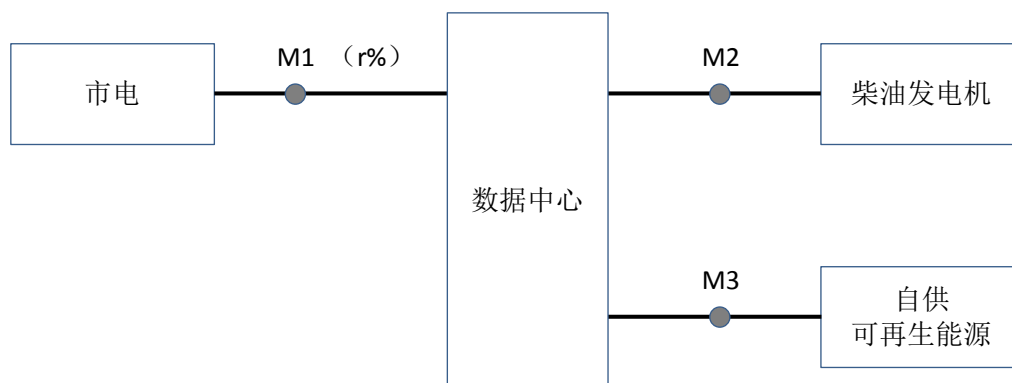 M1 （r%）
M2
市电
柴油发电机
数据中心
M3
自供
可再生能源